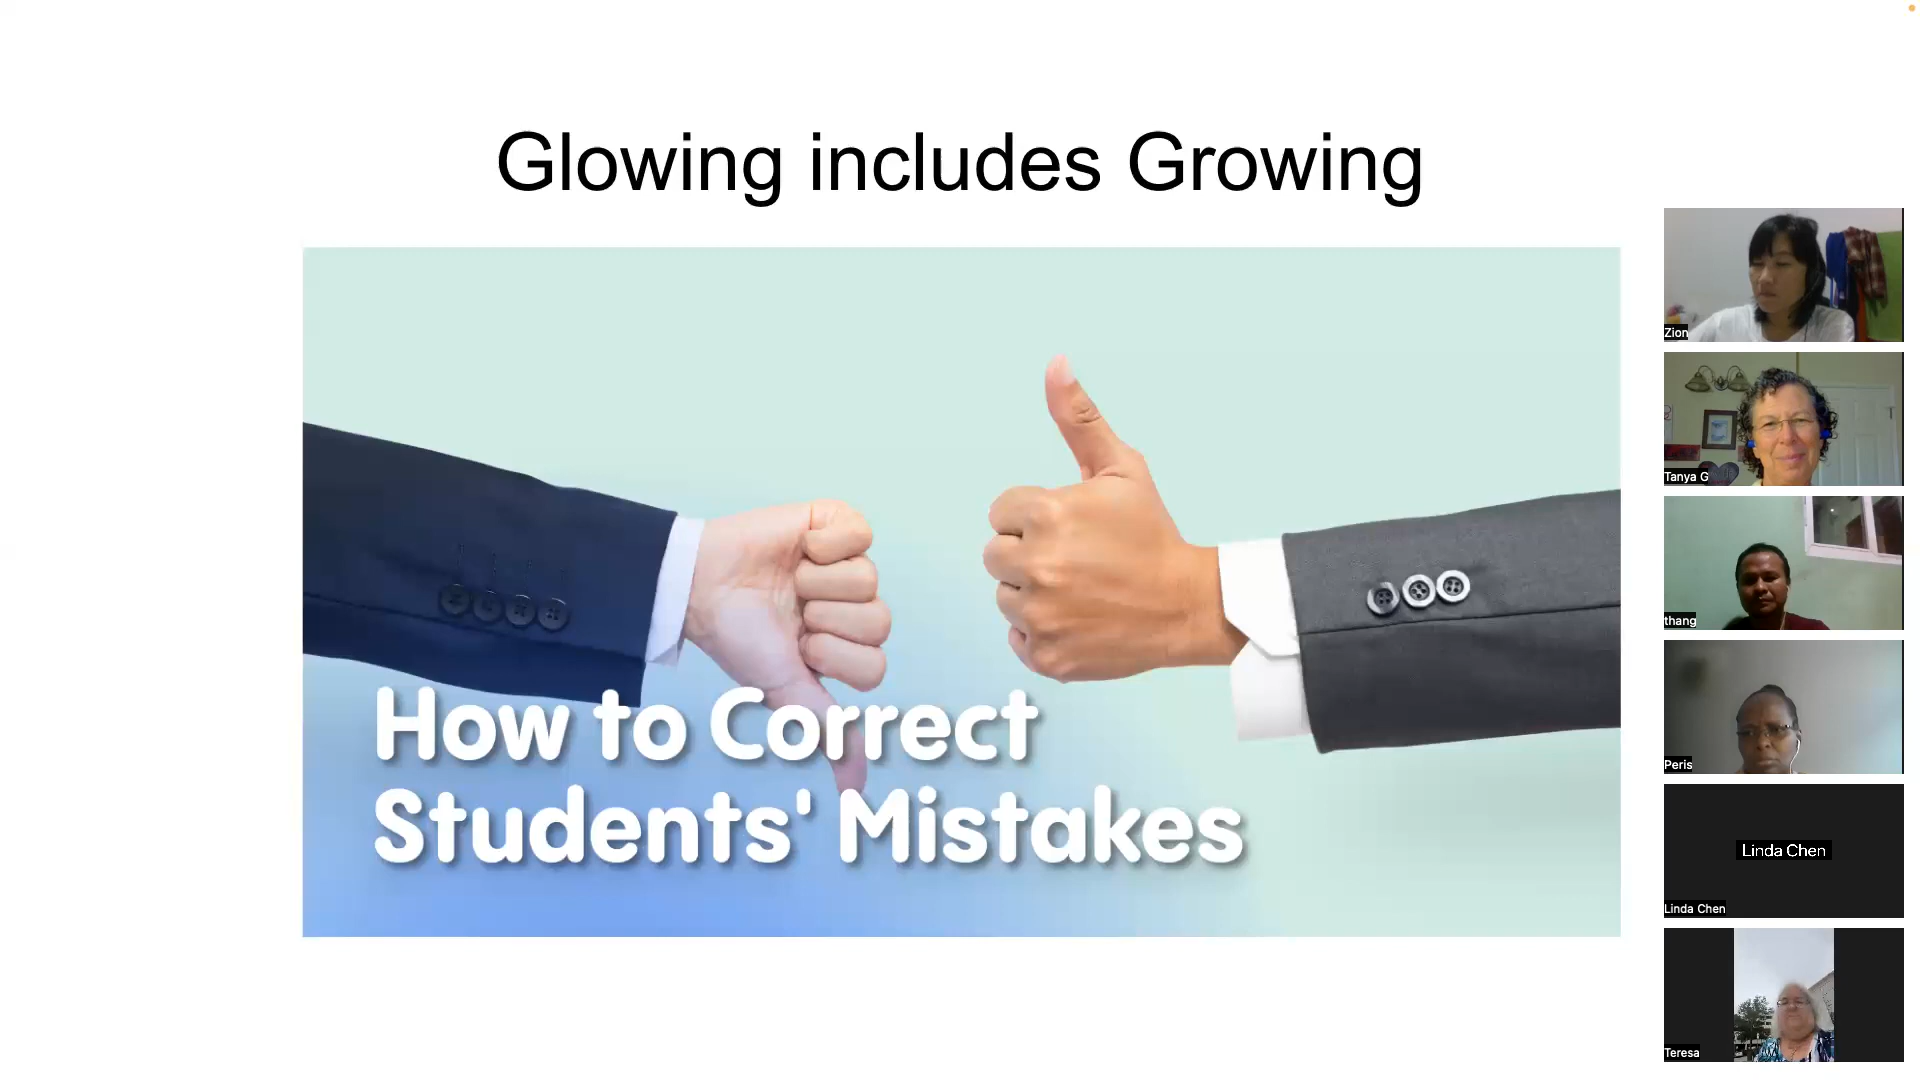 Glowing includes Growing
How to Correct
Students' Mistakes
Zion
Tanya G
thang
Peris
Linda Chen
Linda Chen
Teresa